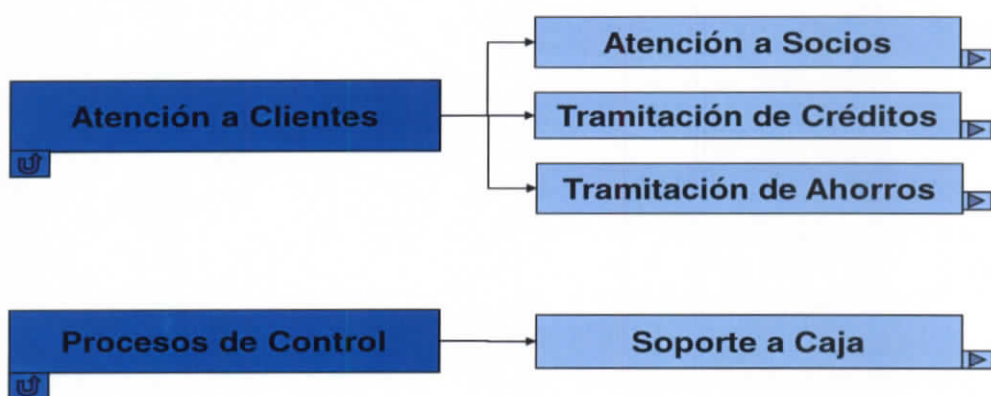 Atención a Clientes
Atención a Socios
Tramitación de Créditos
Tramitación de Ahorros
Procesos de Control
Soporte a Caja